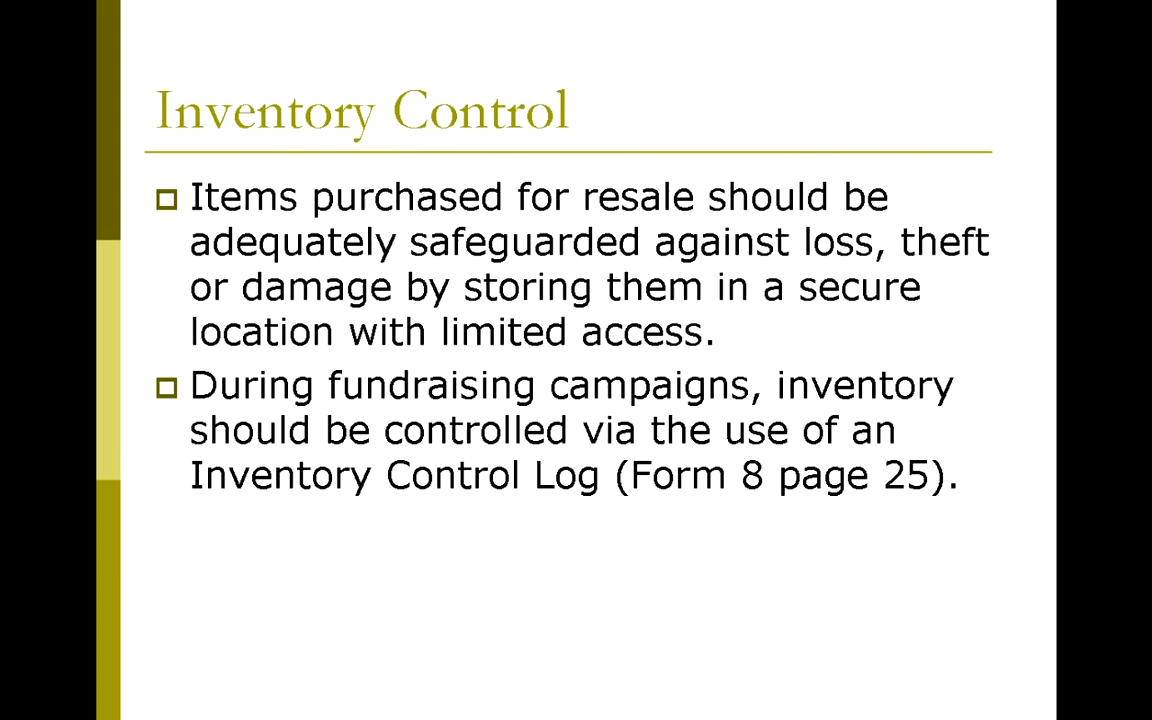 Inventory Control
Items purchased for resale should be
adequately safeguarded against loss, theft
or damage by storing them in a secure
location with limited access.
During fundraising campaigns, inventory
should be controlled via the use of an
Inventory Control Log (Form 8 page 25).